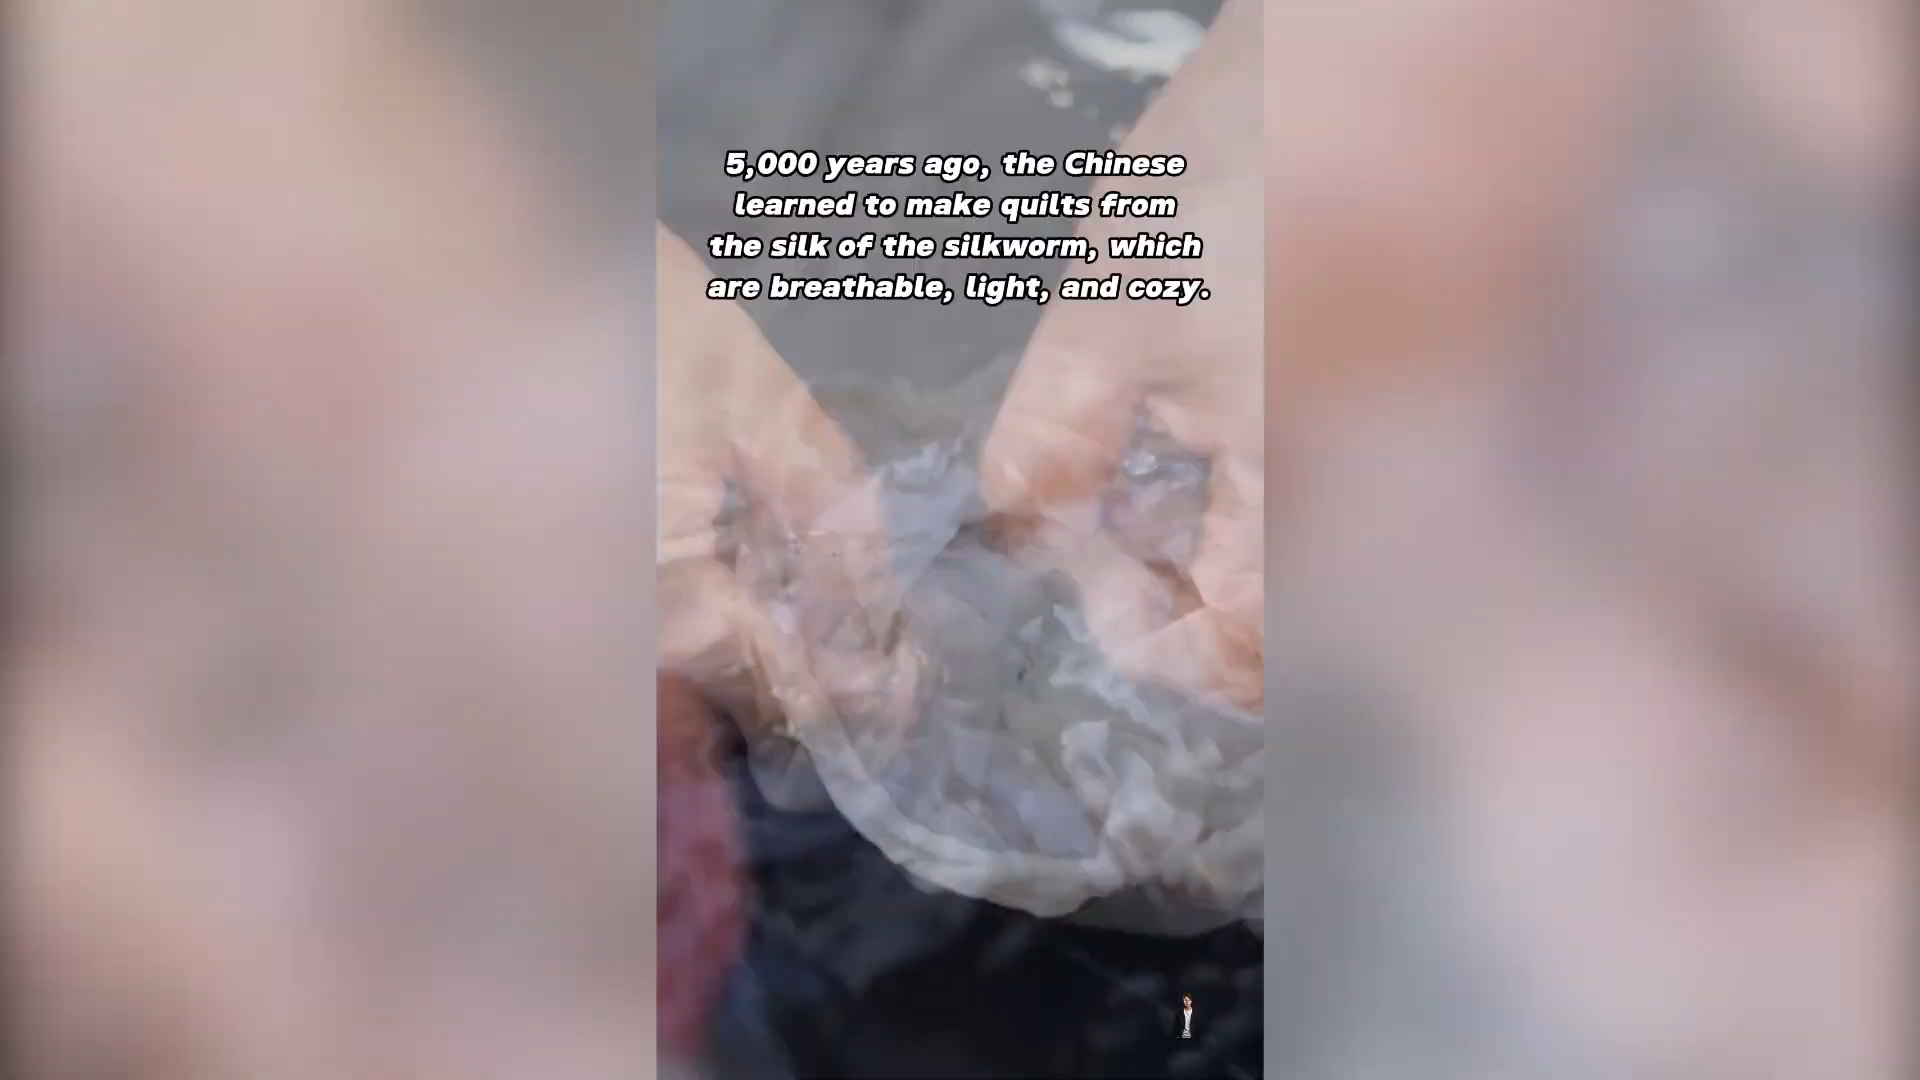 5,000 years ago, the Chinese
learned to make quilts from
the silk of the silkworm, which
are breathable, light, and cozy.